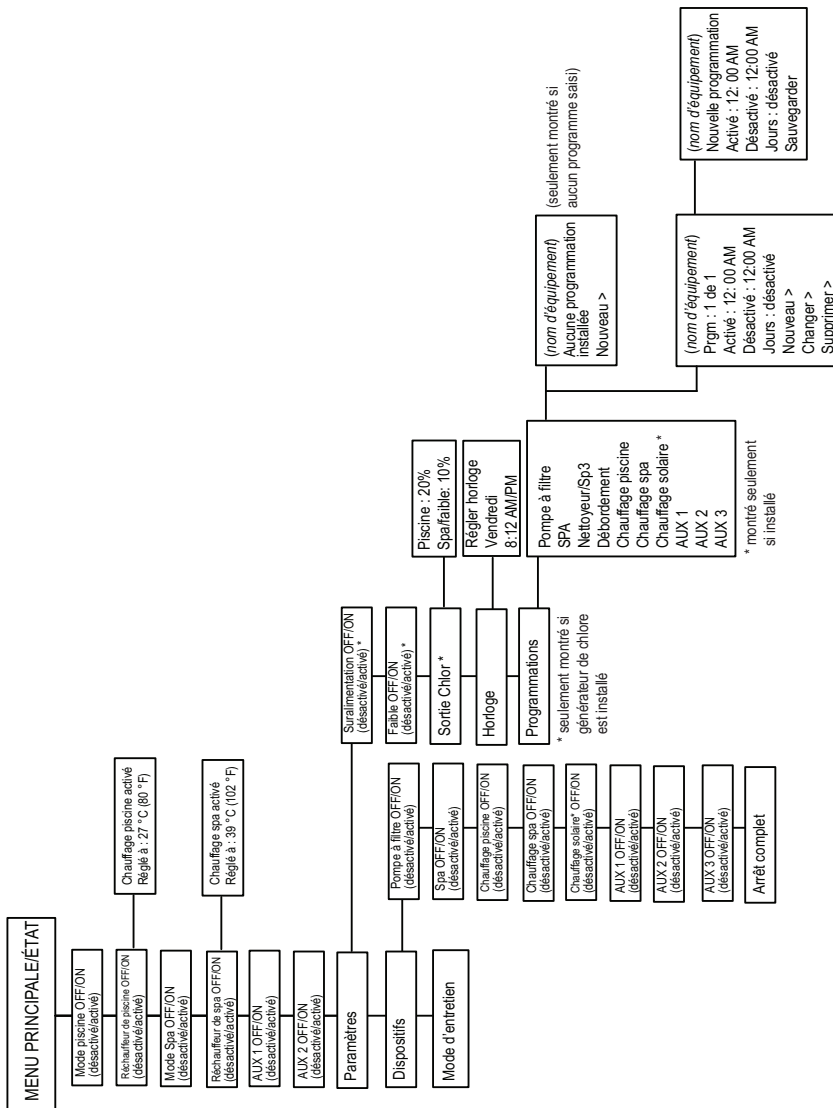 MENU PRINCIPALE/ÉTAT
Mode piscine OFF/ON
(désactivé/activé)
Réchauffeur de piscine OFF/ON
(désactivé/activé)
Chauffage piscine activé
Réglé à : 27 °C (80 °F)
Mode Spa OFF/ON
(désactivé/activé)
Réchauffeur de spa OFF/ON
(désactivé/activé)
Chauffage spa activé
Réglé à : 39 °C (102 °F)
AUX 1 OFF/ON
(désactivé/activé)
AUX 2 OFF/ON
(désactivé/activé)
Paramètres
Dispositifs
Mode d'entretien
Suralimentation OFF/ON
(désactivé/activé) *
Faible OFF/ON
(désactivé/activé) *
Sortie Chlor *
Piscine : 20%
Spa/faible: 10%
Horloge
Régler horloge
Vendredi
8:12 AM/PM
Programmations
* seulement montré si
générateur de chlore
est installé
Pompe à filtre OFF/ON
(désactivé/activé)
Spa OFF/ON
(désactivé/activé)
Chauffage piscine OFF/ON
(désactivé/activé)
Chauffage spa OFF/ON
(désactivé/activé)
Chauffage solaire* OFF/ON
(désactivé/activé)
AUX 1 OFF/ON
(désactivé/activé)
AUX 2 OFF/ON
(désactivé/activé)
AUX 3 OFF/ON
(désactivé/activé)
Arrêt complet
Pompe à filtre
SPA
Nettoyeur/Sp3
Débordement
Chauffage piscine
Chauffage spa
Chauffage solaire *
AUX 1
AUX 2
AUX 3
* montré seulement
si installé
(nom d'équipement)
Aucune programmation
installée
Nouveau >
(seulement montré si
aucun programme saisi)
(nom d'équipement)
Prgm : 1 de 1
Activé : 12: 00 AM
Désactivé : 12:00 AM
Jours : désactivé
Nouveau >
Changer >
Supprimer >
(nom d'équipement)
Nouvelle programmation
Activé : 12: 00 AM
Désactivé : 12:00 AM
Jours : désactivé
Sauvegarder